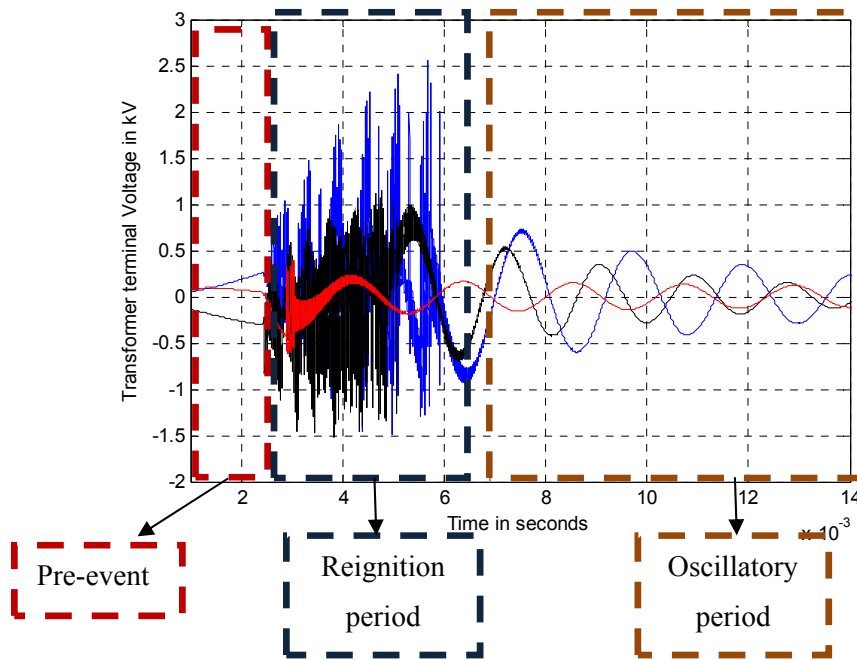 Transformer terminal Voltage in kV
3
2.5
2
1.5
1
0.5
0
-0.5
-1
-1.5
-2
2 4 6 8 10 12 14
Time in seconds
x 10-3
Pre-event
Reignition
period
Oscillatory
period